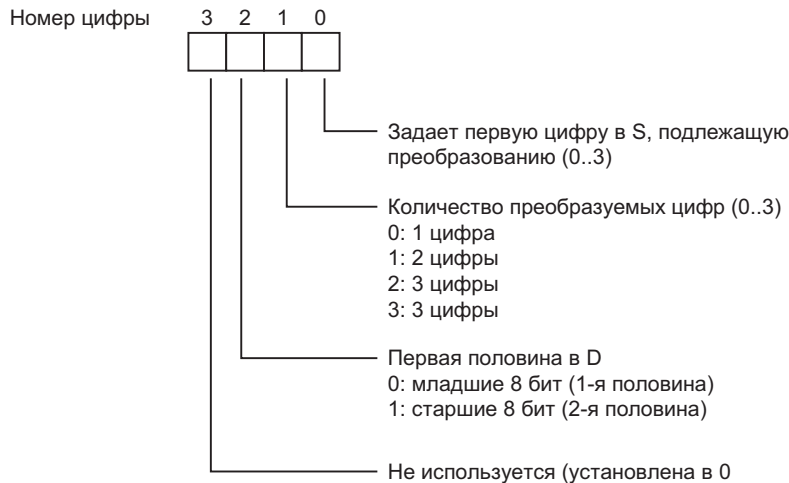 Номер цифры 3 2 1 0
Задает первую цифру в S, подлежащую
преобразованию (0..3)
Количество преобразуемых цифр (0..3)
0: 1 цифра
1: 2 цифры
2: 3 цифры
3: 3 цифры
Первая половина в D
0: младшие 8 бит (1-я половина)
1: старшие 8 бит (2-я половина)
Не используется (установлена в 0